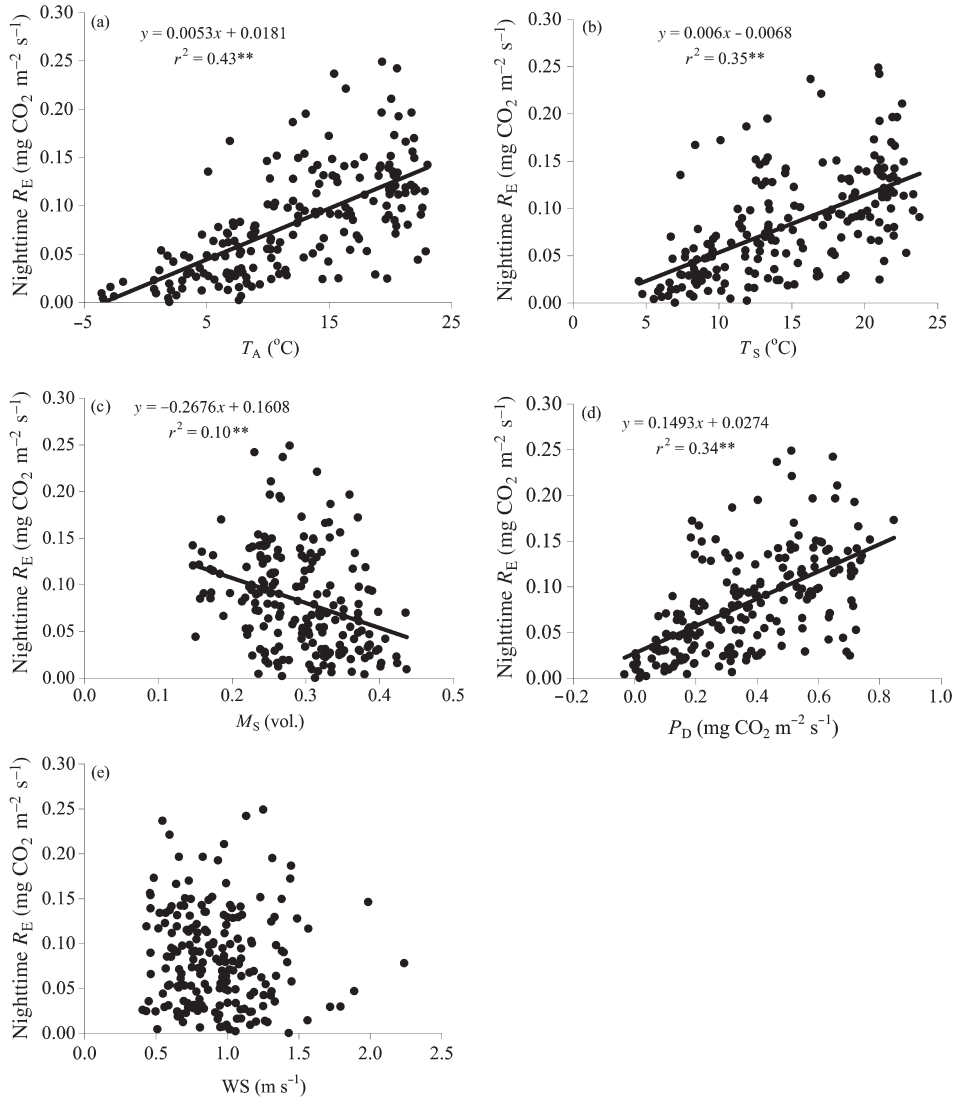 (a)
y = 0.0053x + 0.0181
r² = 0.43**
Nighttime R_E (mg CO₂ m⁻² s⁻¹)
0.30
0.25
0.20
0.15
0.10
0.05
0.00
−5 5 15 25
T_A (°C)
(b)
y = 0.006x − 0.0068
r² = 0.35**
Nighttime R_E (mg CO₂ m⁻² s⁻¹)
0.30
0.25
0.20
0.15
0.10
0.05
0.00
0 5 10 15 20 25
T_S (°C)
(c)
y = −0.2676x + 0.1608
r² = 0.10**
Nighttime R_E (mg CO₂ m⁻² s⁻¹)
0.30
0.25
0.20
0.15
0.10
0.05
0.00
0.0 0.1 0.2 0.3 0.4 0.5
M_S (vol.)
(d)
y = 0.1493x + 0.0274
r² = 0.34**
Nighttime R_E (mg CO₂ m⁻² s⁻¹)
0.30
0.25
0.20
0.15
0.10
0.05
0.00
−0.2 0.0 0.2 0.4 0.6 0.8 1.0
P_D (mg CO₂ m⁻² s⁻¹)
(e)
Nighttime R_E (mg CO₂ m⁻² s⁻¹)
0.30
0.25
0.20
0.15
0.10
0.05
0.00
0.0 0.5 1.0 1.5 2.0 2.5
WS (m s⁻¹)